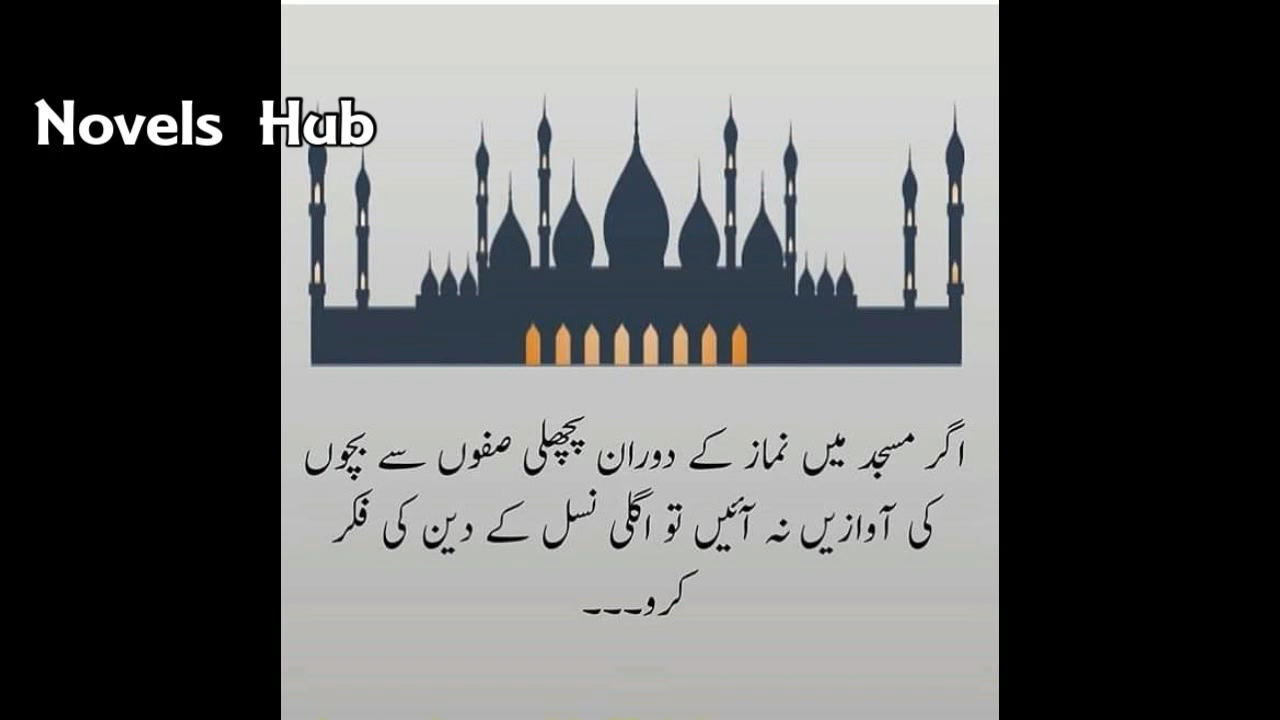 Novels Hub
اگر مسجد میں نماز کے دوران پچھلی صفوں سے بچوں
کی آوازیں نہ آئیں تو اگلی نسل کے دین کی فکر
کرو۔۔۔